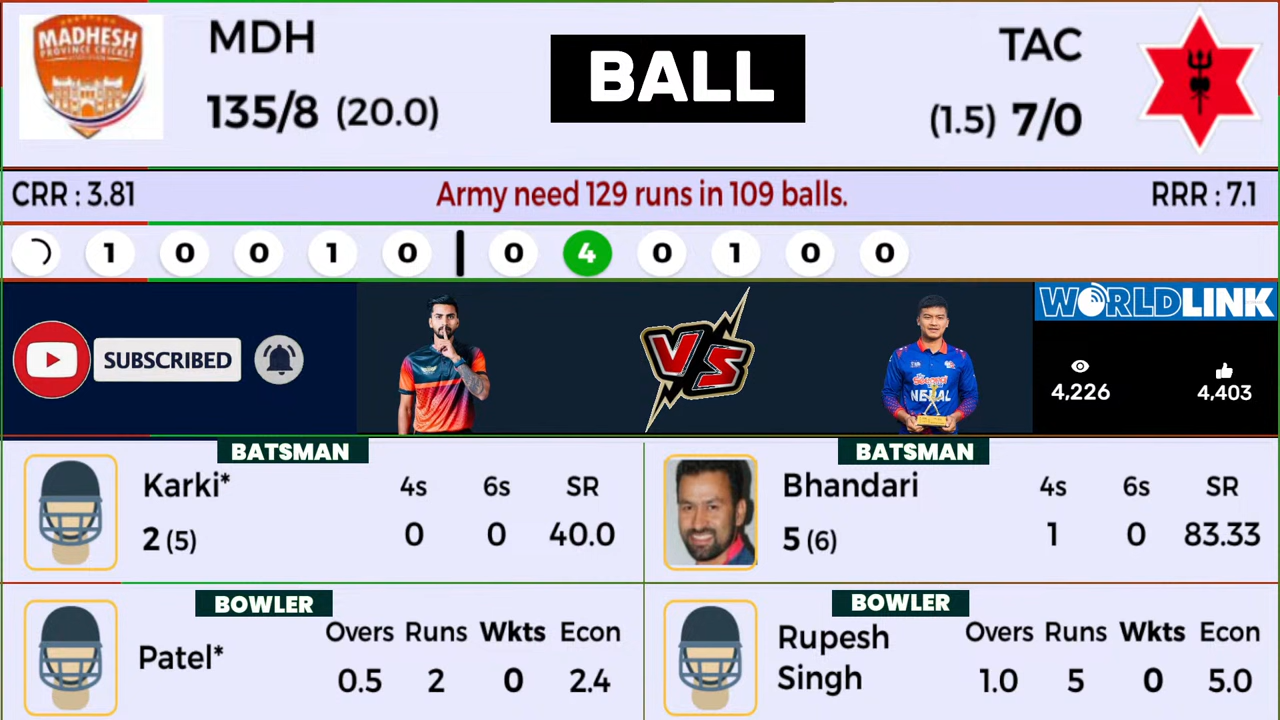 MADHESH
PROVINCE CRICKET
ASSOCIATION
MDH
135/8 (20.0)
BALL
TAC
(1.5) 7/0
CRR : 3.81
Army need 129 runs in 109 balls.
RRR : 7.1
1 0 0 1 0 | 0 4 0 1 0 0
SUBSCRIBED
VS
NEPAL
WORLDLINK
4,226
4,403
BATSMAN
Karki* 4s 6s SR
2 (5) 0 0 40.0
BATSMAN
Bhandari 4s 6s SR
5 (6) 1 0 83.33
BOWLER
Overs Runs Wkts Econ
Patel*
0.5 2 0 2.4
BOWLER
Rupesh Singh
Overs Runs Wkts Econ
1.0 5 0 5.0